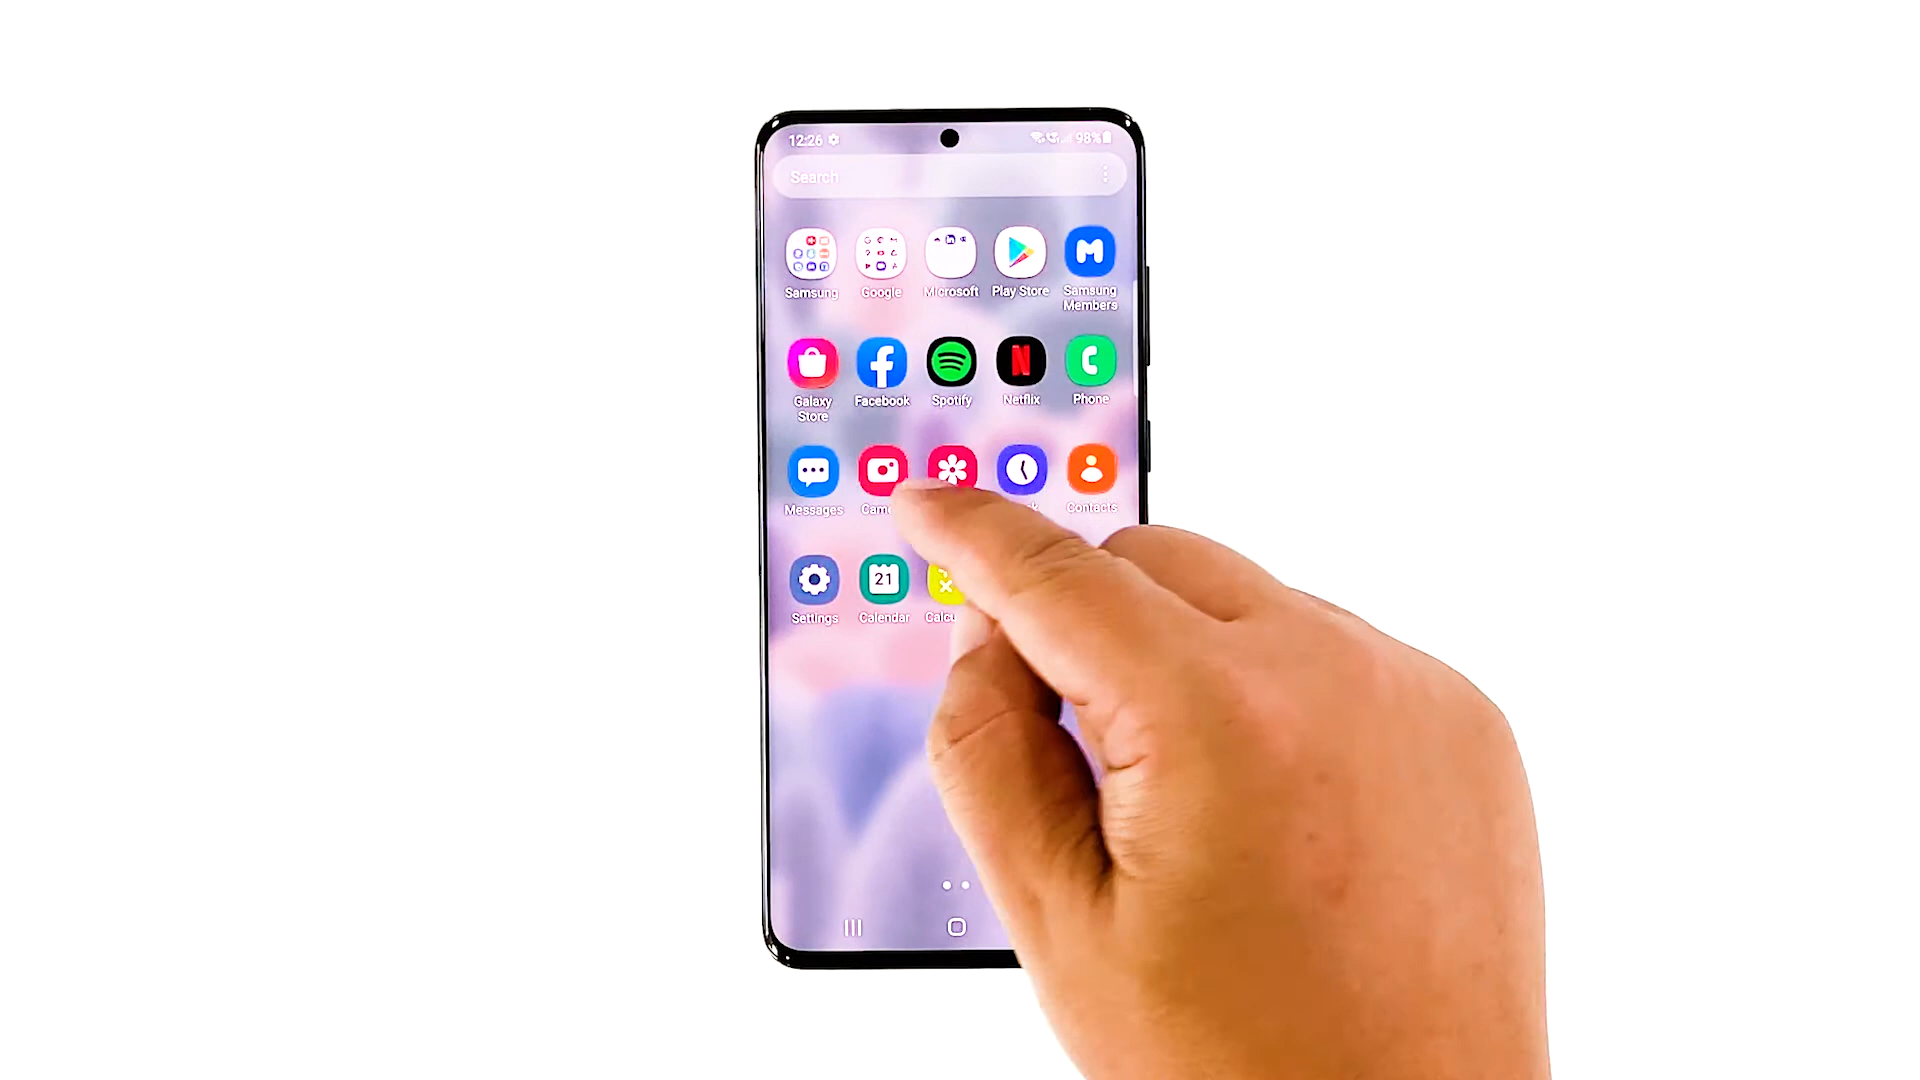 12:26 98%
Search
Samsung Google Microsoft Play Store Samsung
Members
Galaxy Facebook Spotify Netflix Phone
Store
Messages Contacts
21
Settings Calendar